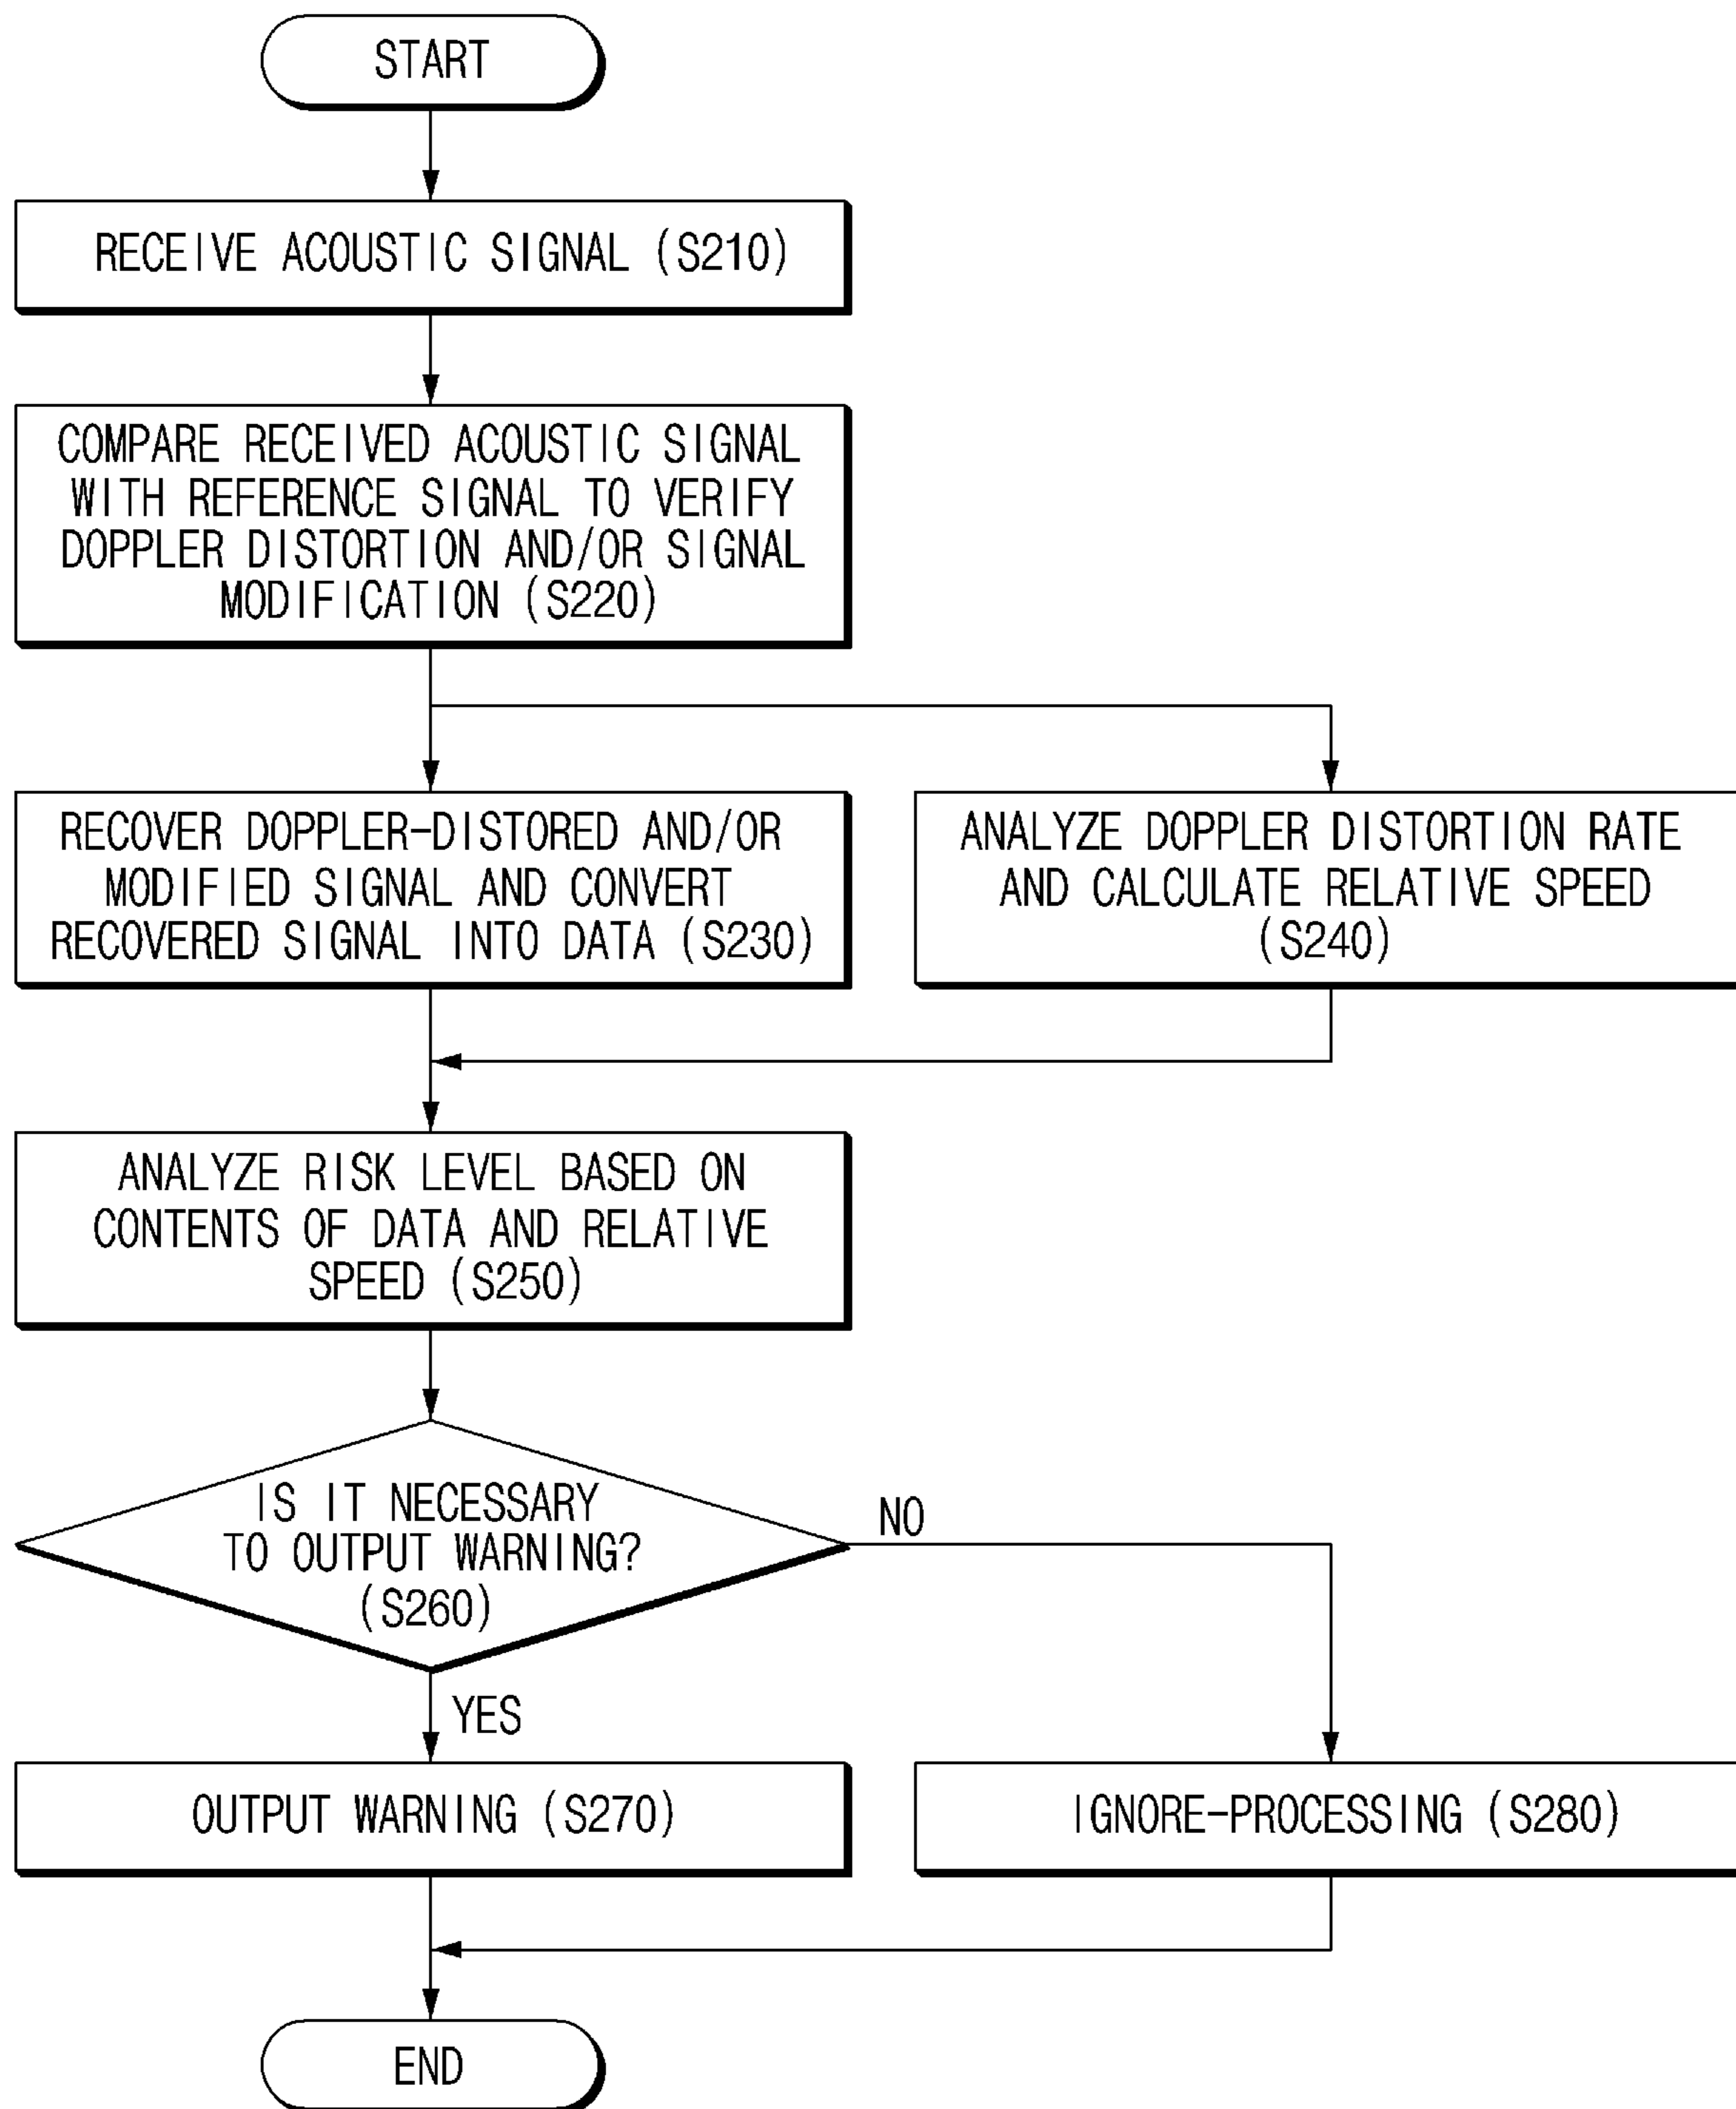 START
RECEIVE ACOUSTIC SIGNAL (S210)
COMPARE RECEIVED ACOUSTIC SIGNAL
WITH REFERENCE SIGNAL TO VERIFY
DOPPLER DISTORTION AND/OR SIGNAL
MODIFICATION (S220)
RECOVER DOPPLER-DISTORED AND/OR
MODIFIED SIGNAL AND CONVERT
RECOVERED SIGNAL INTO DATA (S230)
ANALYZE DOPPLER DISTORTION RATE
AND CALCULATE RELATIVE SPEED
(S240)
ANALYZE RISK LEVEL BASED ON
CONTENTS OF DATA AND RELATIVE
SPEED (S250)
IS IT NECESSARY
TO OUTPUT WARNING?
(S260)
NO
YES
OUTPUT WARNING (S270)
IGNORE-PROCESSING (S280)
END